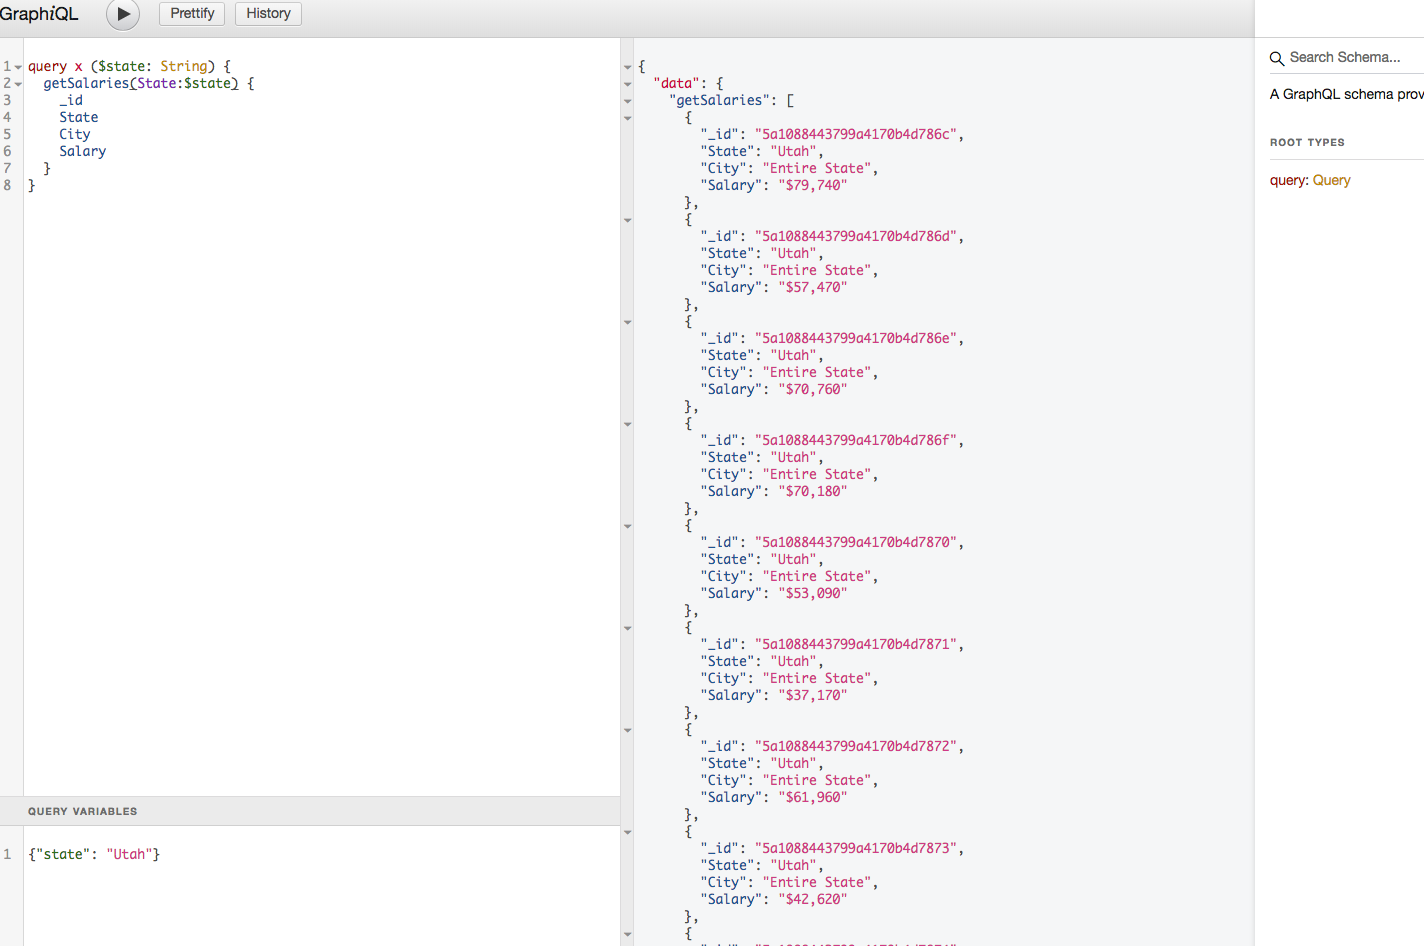 GraphiQL
Prettify
History
1 query x ($state: String) {
2 getSalaries(State:$state) {
3 _id
4 State
5 City
6 Salary
7 }
8 }
QUERY VARIABLES
1 {"state": "Utah"}
{
"data": {
"getSalaries": [
{
"_id": "5a1088443799a4170b4d786c",
"State": "Utah",
"City": "Entire State",
"Salary": "$79,740"
},
{
"_id": "5a1088443799a4170b4d786d",
"State": "Utah",
"City": "Entire State",
"Salary": "$57,470"
},
{
"_id": "5a1088443799a4170b4d786e",
"State": "Utah",
"City": "Entire State",
"Salary": "$70,760"
},
{
"_id": "5a1088443799a4170b4d786f",
"State": "Utah",
"City": "Entire State",
"Salary": "$70,180"
},
{
"_id": "5a1088443799a4170b4d7870",
"State": "Utah",
"City": "Entire State",
"Salary": "$53,090"
},
{
"_id": "5a1088443799a4170b4d7871",
"State": "Utah",
"City": "Entire State",
"Salary": "$37,170"
},
{
"_id": "5a1088443799a4170b4d7872",
"State": "Utah",
"City": "Entire State",
"Salary": "$61,960"
},
{
"_id": "5a1088443799a4170b4d7873",
"State": "Utah",
"City": "Entire State",
"Salary": "$42,620"
},
{
Search Schema...
A GraphQL schema prov
ROOT TYPES
query: Query